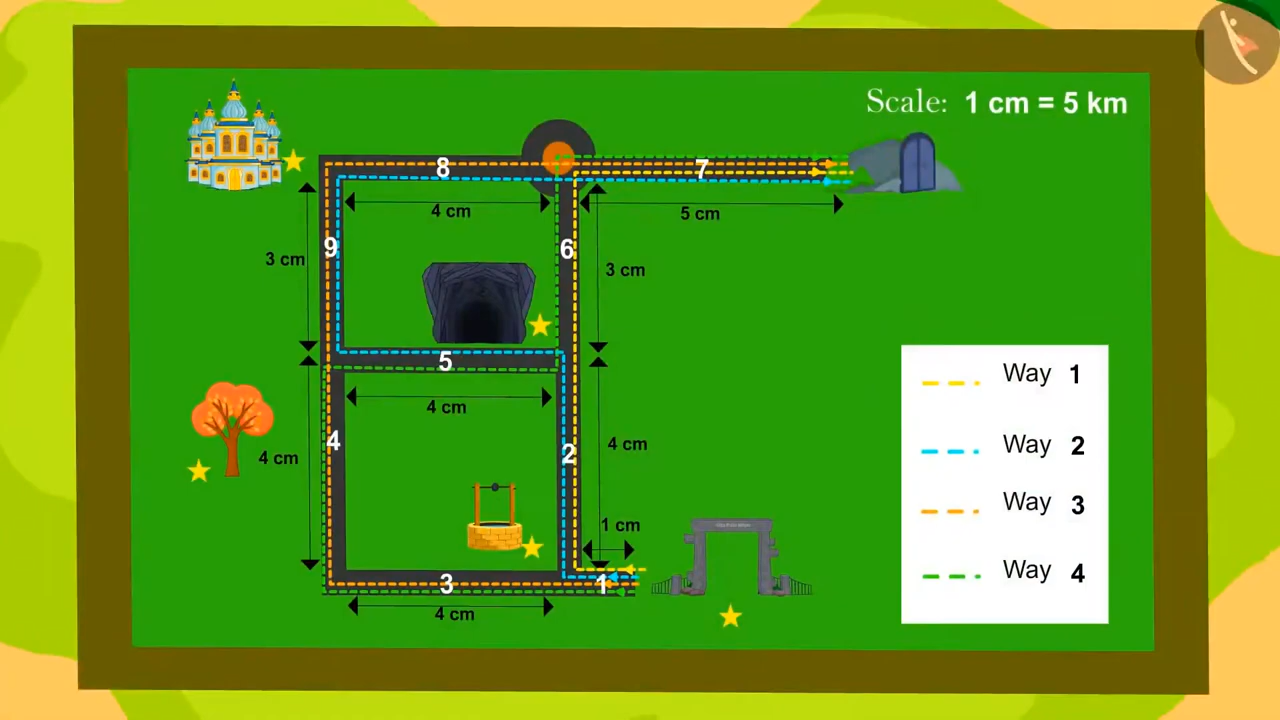 Scale: 1 cm = 5 km
8
7
4 cm
5 cm
9
6
3 cm
3 cm
5
4 cm
Way 1
4
2
4 cm
4 cm
Way 2
Way 3
1 cm
Way 4
3
1
4 cm